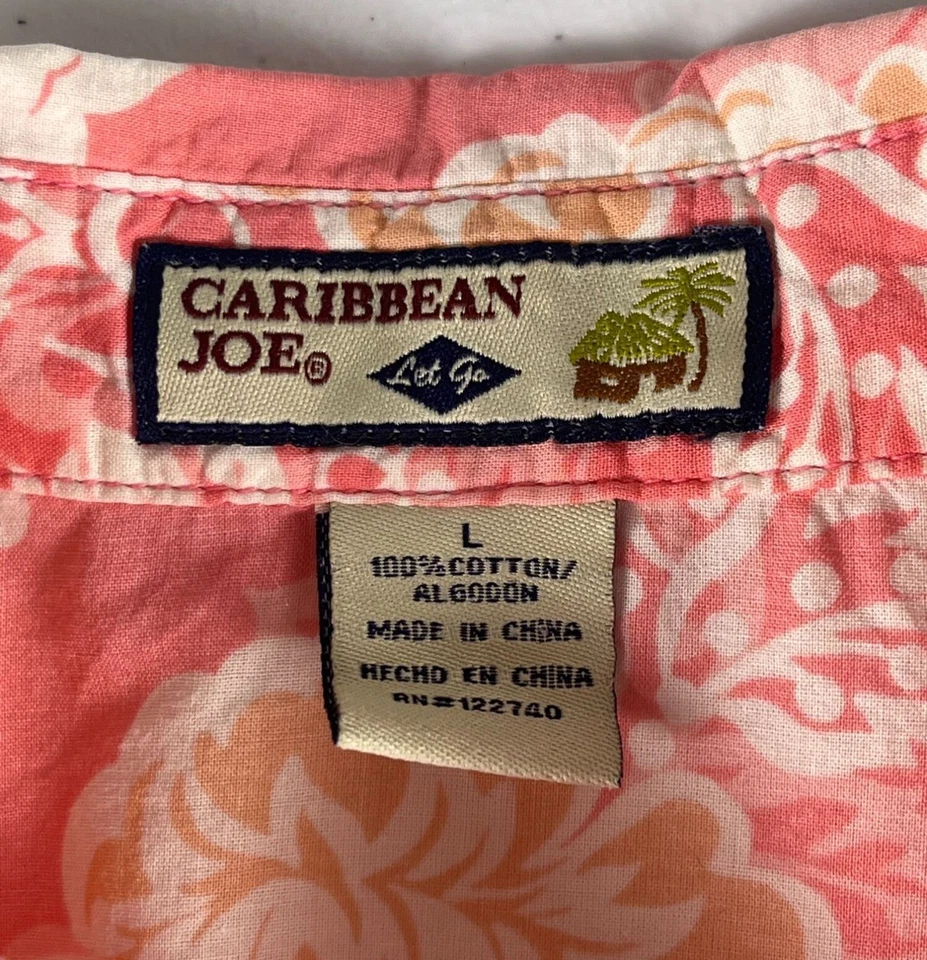 CARIBBEAN
JOE®
Let Go
L
100% COTTON/
ALGODON
MADE IN CHINA
HECHO EN CHINA
RN#122740